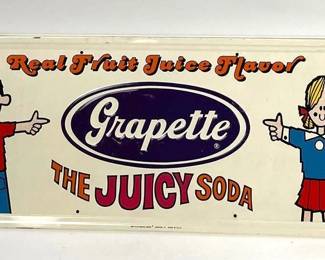 Real Fruit Juice Flavor
Grapette ®
THE JUICY SODA